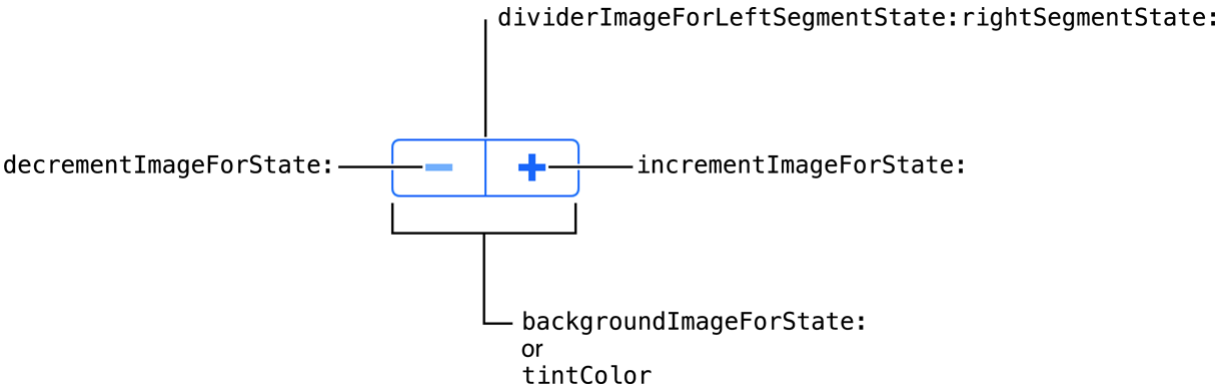 dividerImageForLeftSegmentState:rightSegmentState:
decrementImageForState:
incrementImageForState:
backgroundImageForState:
or
tintColor